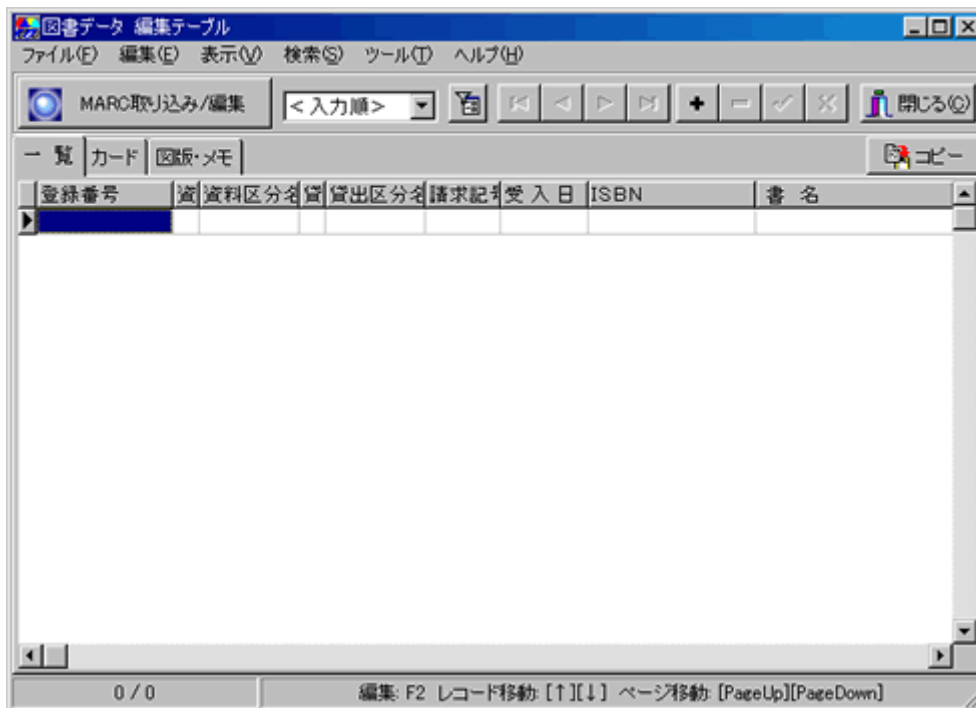 図書データ 編集テーブル
ファイル(F) 編集(E) 表示(V) 検索(S) ツール(T) ヘルプ(H)
MARC取り込み/編集 <入力順> 閉じる(C)
一 覧 カード 図版・メモ コピー
登録番号 資 資料区分名 貸 貸出区分名 請求記号 受 入 日 ISBN 書 名
0 / 0 編集: F2 レコード移動: [↑][↓] ページ移動: [PageUp][PageDown]